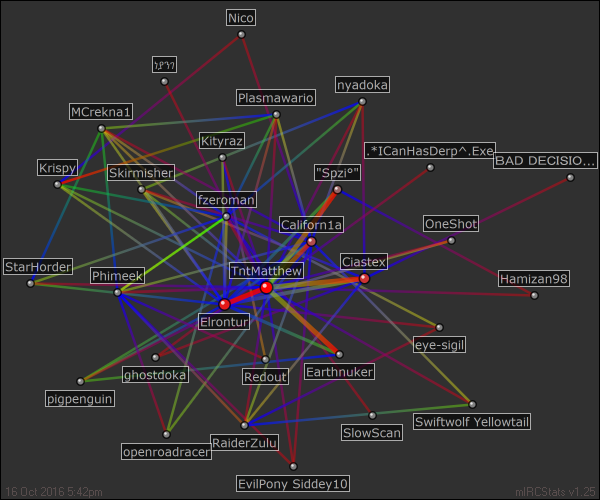 Nico
nyadoka
Plasmawario
MCrekna1
Kityraz
.*ICanHasDerp^.Exe
BAD DECISIO...
Krispy
Skirmisher
"Spzi°"
fzeroman
Californ1a
OneShot
StarHorder
Phimeek
TntMatthew
Ciastex
Hamizan98
Elrontur
eye-sigil
ghostdoka
Redout
Earthnuker
pigpenguin
Swiftwolf Yellowtail
openroadracer
RaiderZulu
SlowScan
EvilPony Siddey10
16 Oct 2016 5:42pm
mIRCStats v1.25